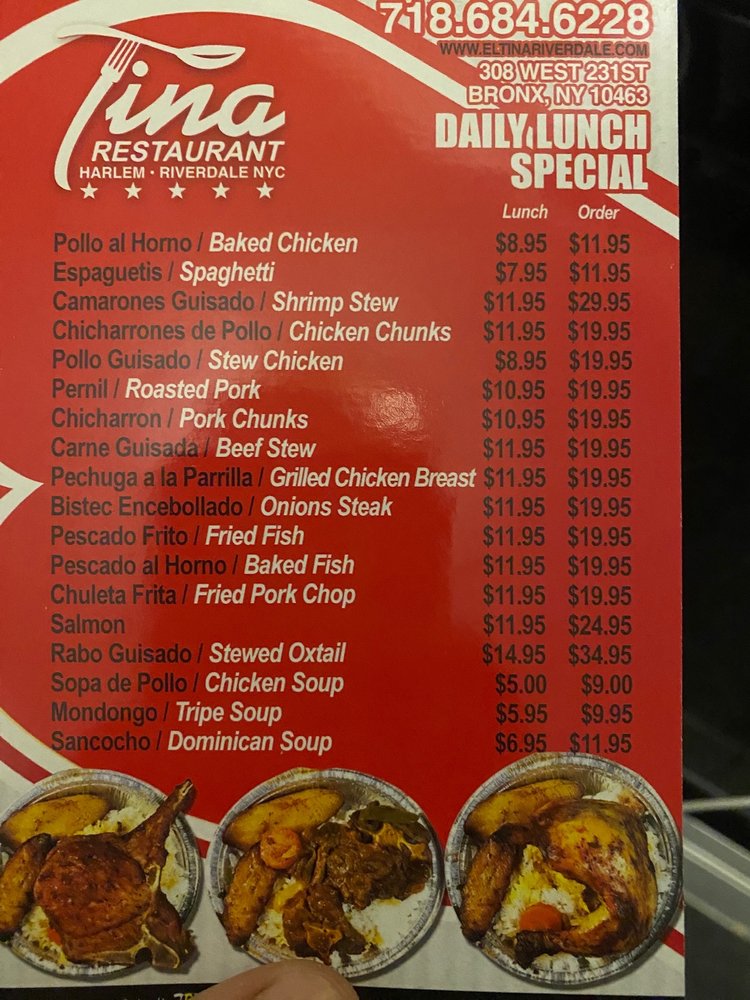 718.684.6228
WWW.ELTINARIVERDALE.COM
308 WEST 231ST
BRONX, NY 10463
Tina
RESTAURANT
HARLEM • RIVERDALE NYC
DAILY LUNCH
SPECIAL
Lunch Order
Pollo al Horno / Baked Chicken $8.95 $11.95
Espaguetis / Spaghetti $7.95 $11.95
Camarones Guisado / Shrimp Stew $11.95 $29.95
Chicharrones de Pollo / Chicken Chunks $11.95 $19.95
Pollo Guisado / Stew Chicken $8.95 $19.95
Pernil / Roasted Pork $10.95 $19.95
Chicharron / Pork Chunks $10.95 $19.95
Carne Guisada / Beef Stew $11.95 $19.95
Pechuga a la Parrilla / Grilled Chicken Breast $11.95 $19.95
Bistec Encebollado / Onions Steak $11.95 $19.95
Pescado Frito / Fried Fish $11.95 $19.95
Pescado al Horno / Baked Fish $11.95 $19.95
Chuleta Frita / Fried Pork Chop $11.95 $19.95
Salmon $11.95 $24.95
Rabo Guisado / Stewed Oxtail $14.95 $34.95
Sopa de Pollo / Chicken Soup $5.00 $9.00
Mondongo / Tripe Soup $5.95 $9.95
Sancocho / Dominican Soup $6.95 $11.95